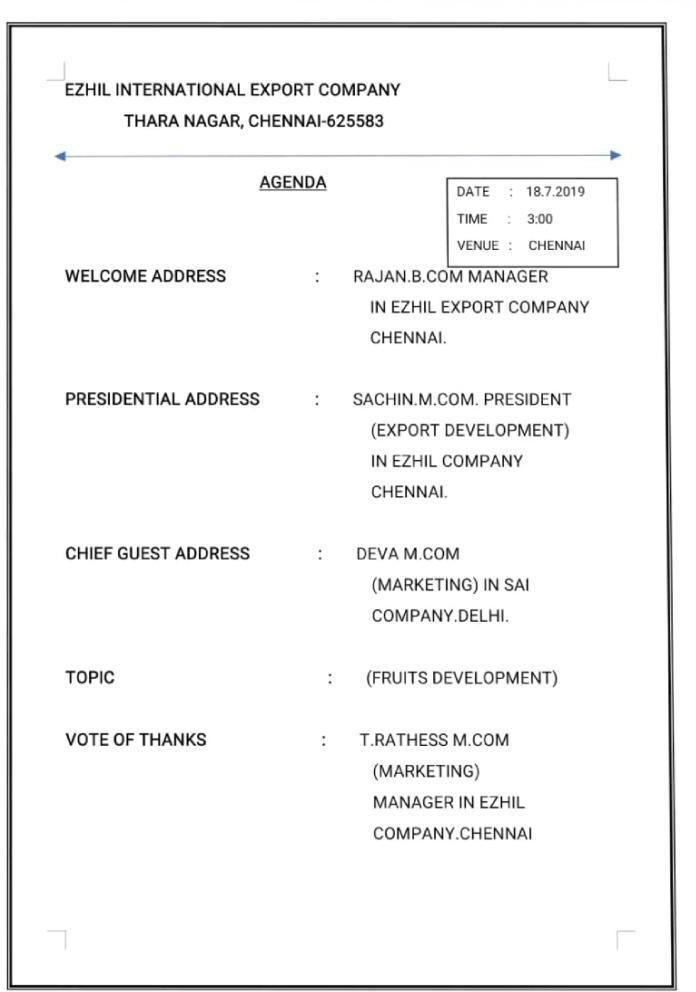 EZHIL INTERNATIONAL EXPORT COMPANY
THARA NAGAR, CHENNAI-625583
AGENDA
DATE : 18.7.2019
TIME : 3:00
VENUE : CHENNAI
WELCOME ADDRESS : RAJAN.B.COM MANAGER
IN EZHIL EXPORT COMPANY
CHENNAI.
PRESIDENTIAL ADDRESS : SACHIN.M.COM. PRESIDENT
(EXPORT DEVELOPMENT)
IN EZHIL COMPANY
CHENNAI.
CHIEF GUEST ADDRESS : DEVA M.COM
(MARKETING) IN SAI
COMPANY.DELHI.
TOPIC : (FRUITS DEVELOPMENT)
VOTE OF THANKS : T.RATHESS M.COM
(MARKETING)
MANAGER IN EZHIL
COMPANY.CHENNAI